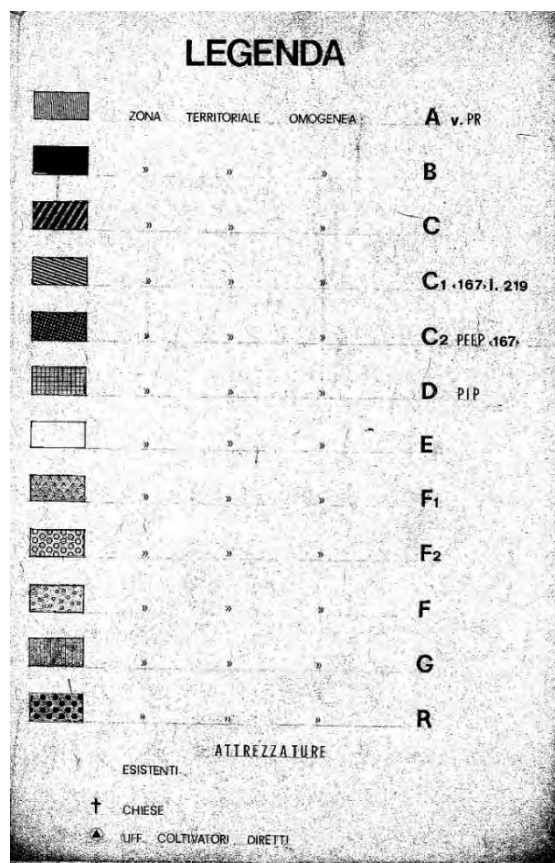 LEGENDA
ZONA TERRITORIALE OMOGENEA A v. PR
» » » B
» » » C
» » » C1 ‹167› l. 219
» » » C2 PEEP ‹167›
» » » D PIP
» » » E
» » » F1
» » » F2
» » » F
» » » G
» » » R
ATTREZZATURE
ESISTENTI
CHIESE
UFF. COLTIVATORI DIRETTI